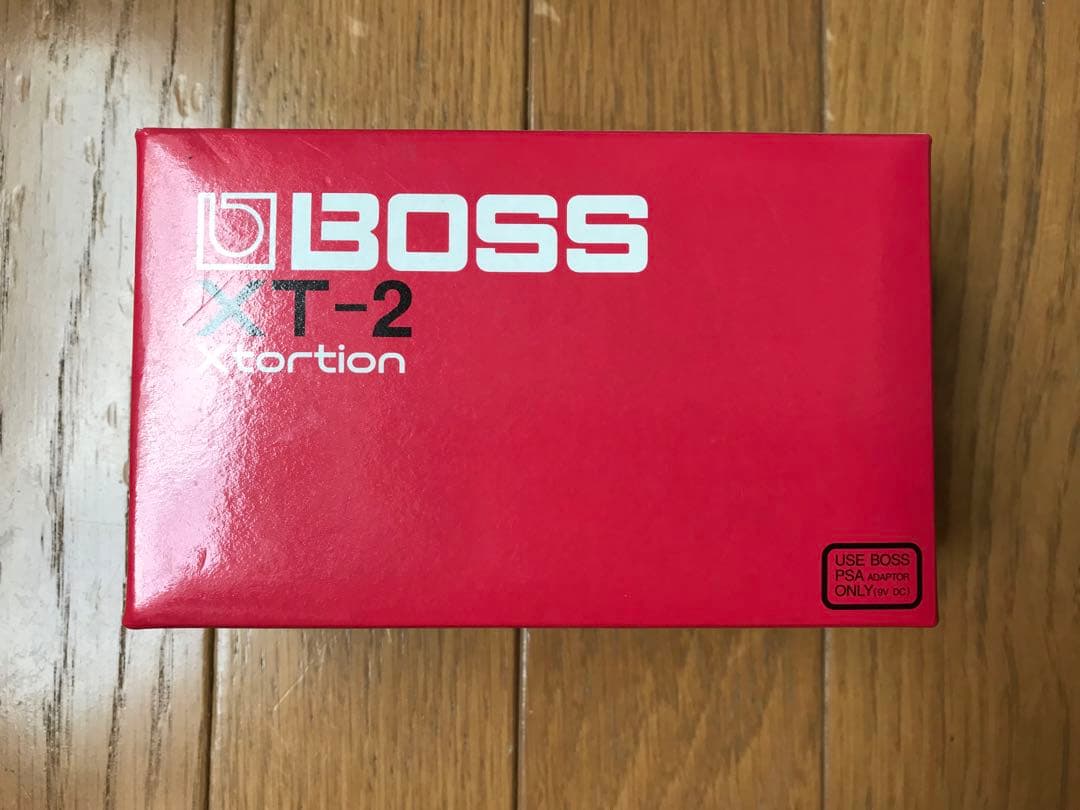 BOSS
XT-2
Xtortion
USE BOSS
PSA ADAPTOR
ONLY(9V DC)